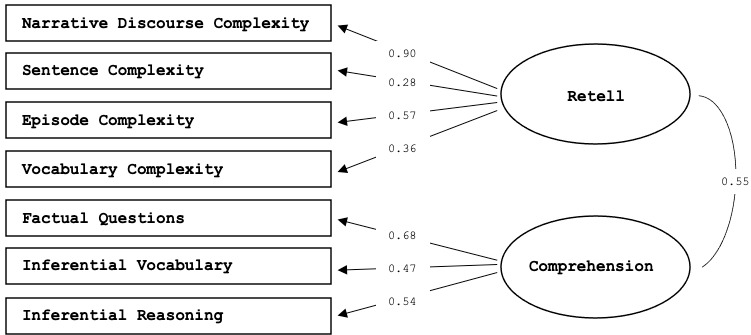 Narrative Discourse Complexity
0.90
Sentence Complexity
0.28
Retell
Episode Complexity
0.57
0.36
Vocabulary Complexity
0.55
Factual Questions
0.68
Inferential Vocabulary
0.47
Comprehension
0.54
Inferential Reasoning